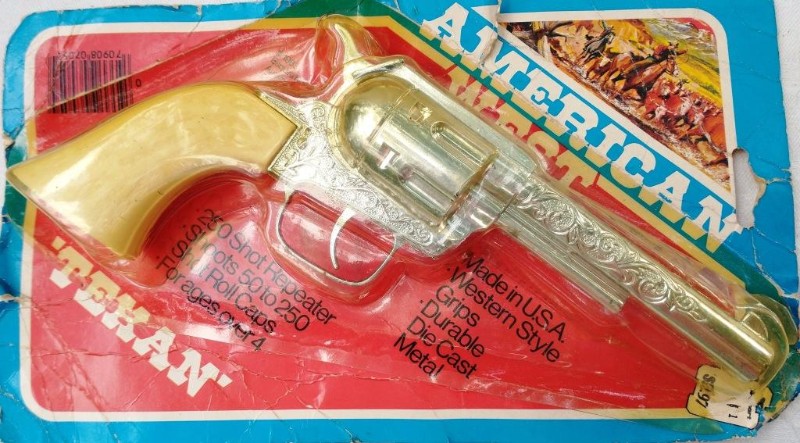 AMERICAN
WEST
'TEXAN'
250 Shot Repeater
Shoots 50 to 250
Shot Roll Caps
For ages over 4
Made in U.S.A.
Western Style
Grips
Durable
Die Cast
Metal